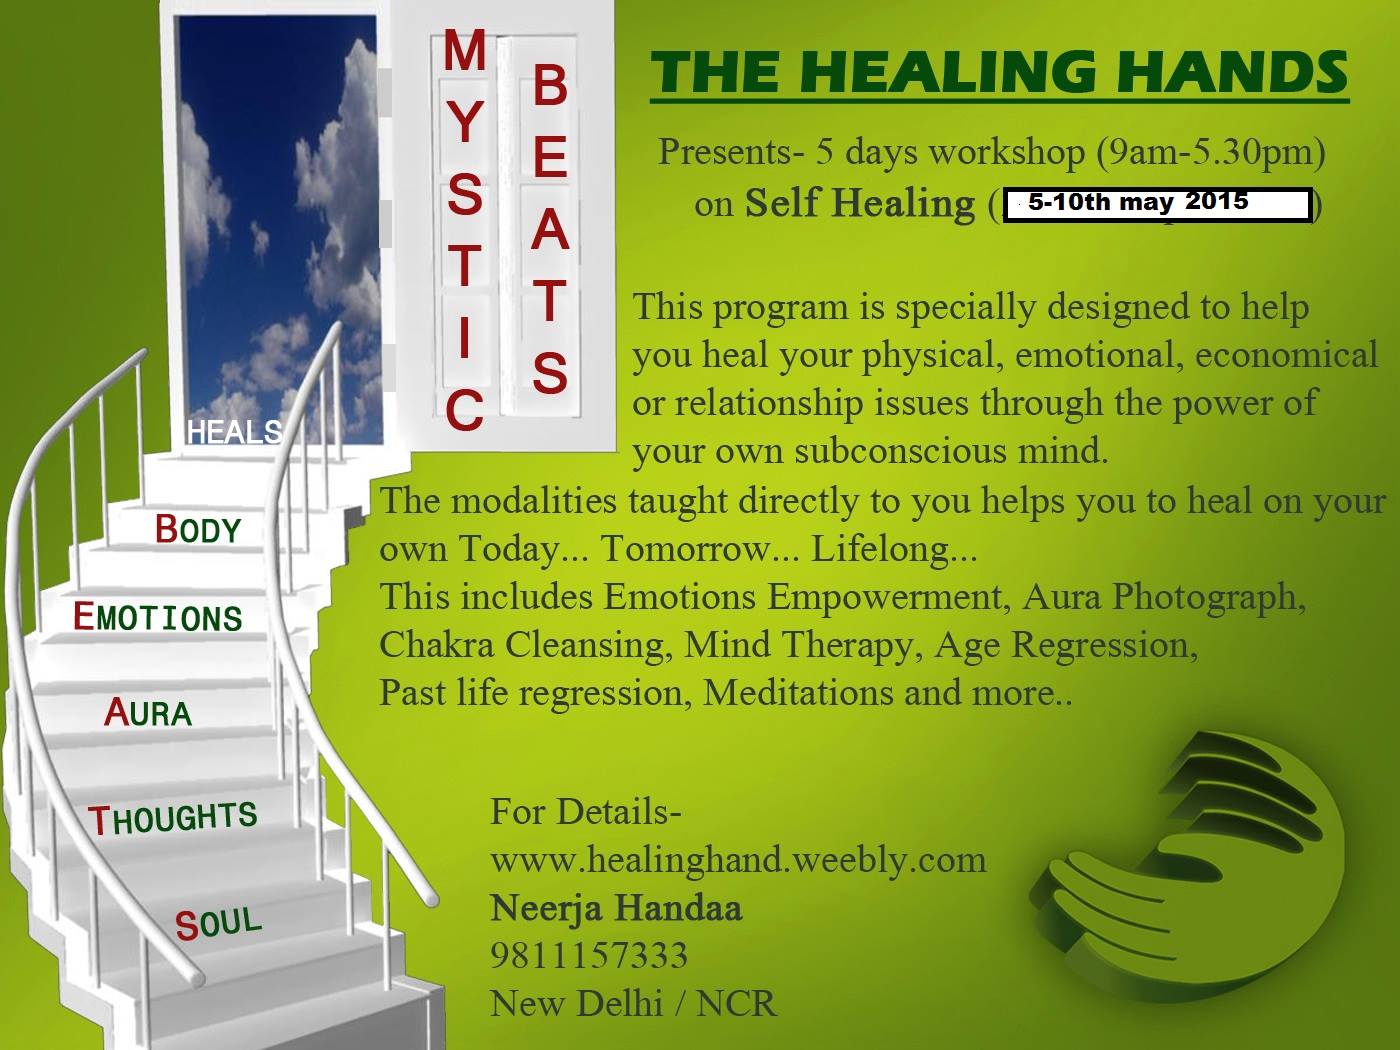 MYSTIC
BEATS
HEALS
BODY
EMOTIONS
AURA
THOUGHTS
SOUL
THE HEALING HANDS
Presents- 5 days workshop (9am-5.30pm)
on Self Healing (5-10th may 2015)
This program is specially designed to help
you heal your physical, emotional, economical
or relationship issues through the power of
your own subconscious mind.
The modalities taught directly to you helps you to heal on your
own Today... Tomorrow... Lifelong...
This includes Emotions Empowerment, Aura Photograph,
Chakra Cleansing, Mind Therapy, Age Regression,
Past life regression, Meditations and more..
For Details-
www.healinghand.weebly.com
Neerja Handaa
9811157333
New Delhi / NCR